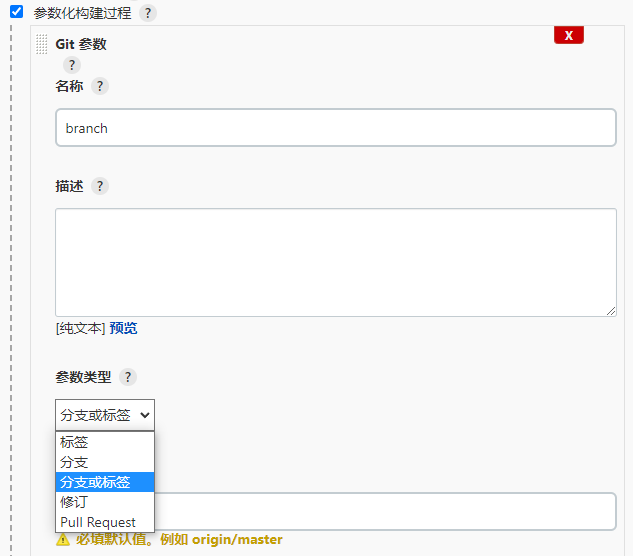 参数化构建过程 ?
Git 参数
X
?
名称 ?
branch
描述 ?
[纯文本] 预览
参数类型 ?
分支或标签
标签
分支
分支或标签
修订
Pull Request
必填默认值。例如 origin/master